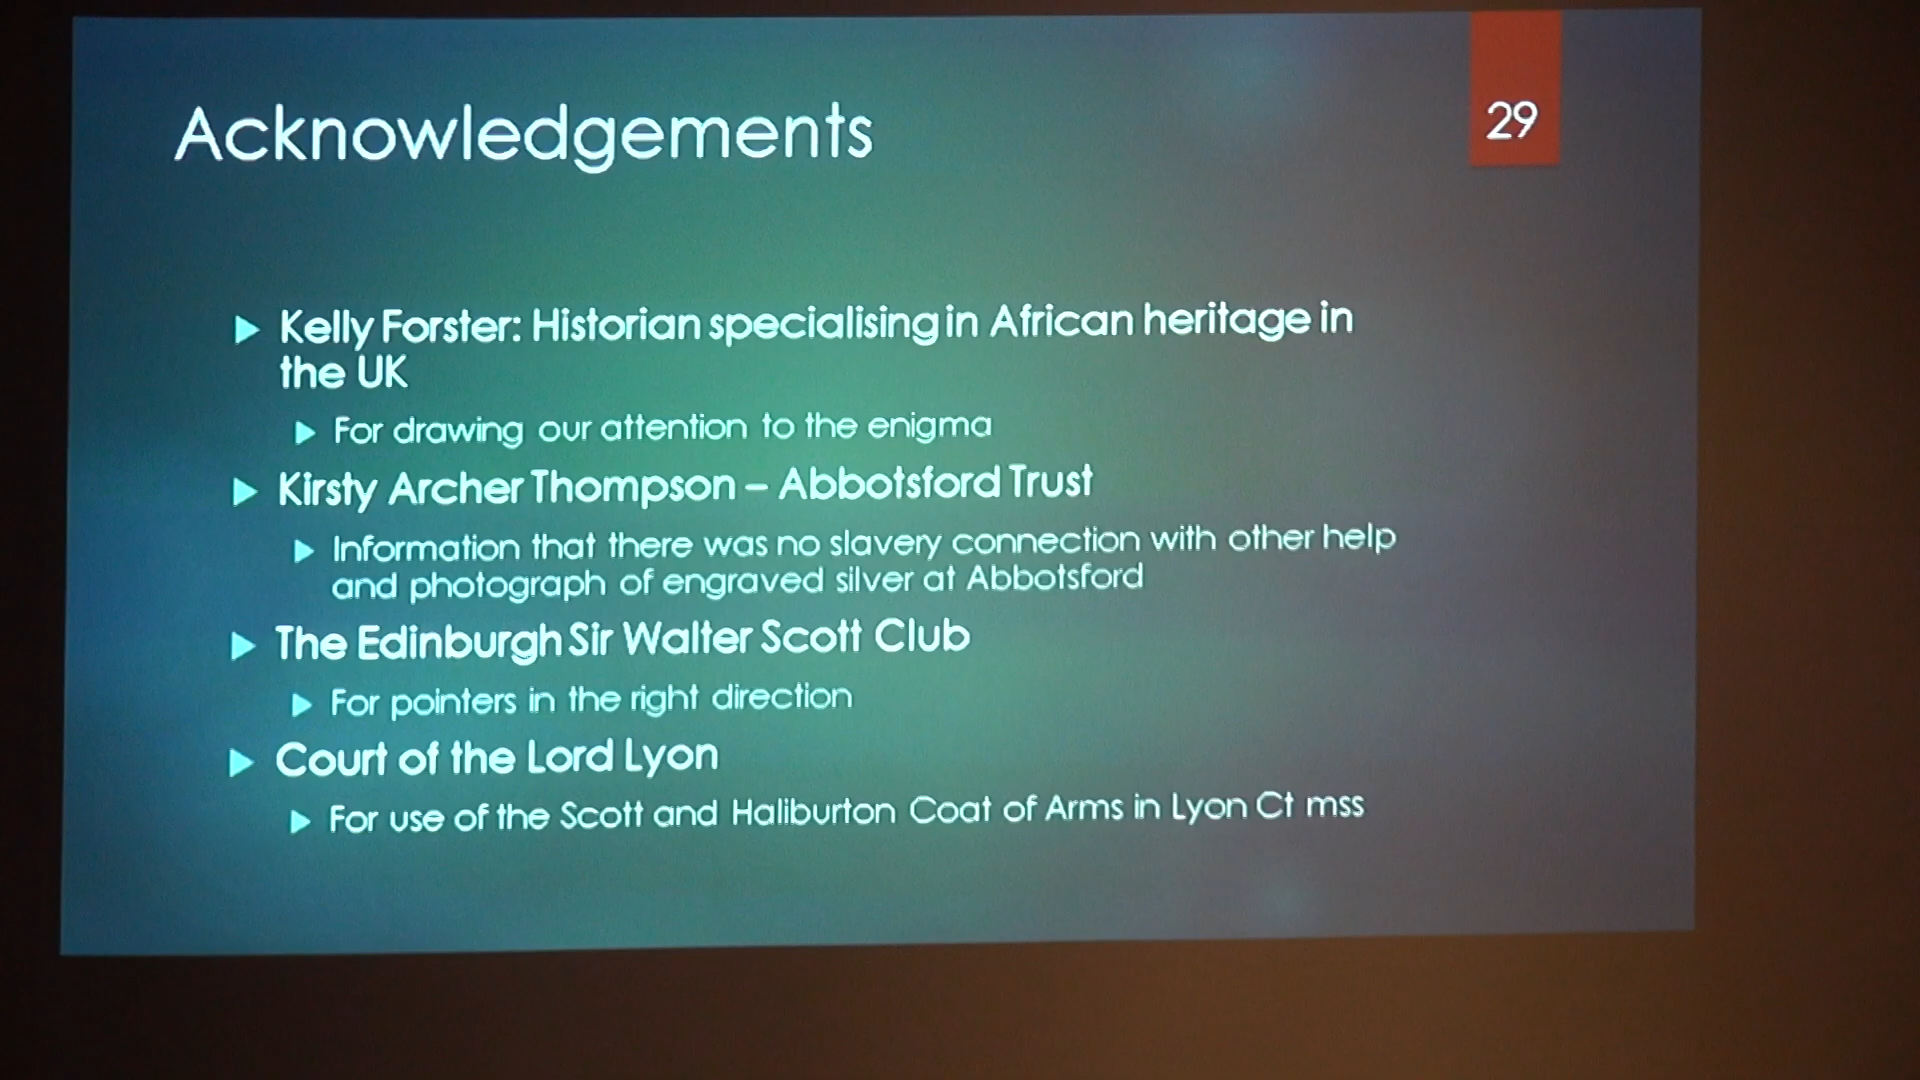 Acknowledgements
29
Kelly Forster: Historian specialising in African heritage in
the UK
For drawing our attention to the enigma
Kirsty Archer Thompson – Abbotsford Trust
Information that there was no slavery connection with other help
and photograph of engraved silver at Abbotsford
The Edinburgh Sir Walter Scott Club
For pointers in the right direction
Court of the Lord Lyon
For use of the Scott and Haliburton Coat of Arms in Lyon Ct mss